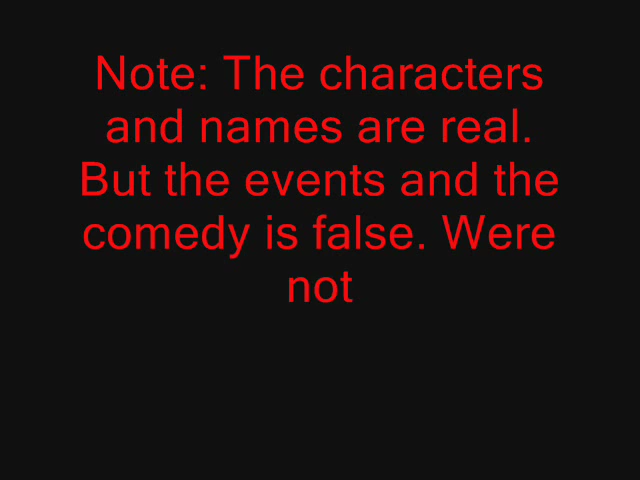 Note: The characters
and names are real.
But the events and the
comedy is false. Were
not